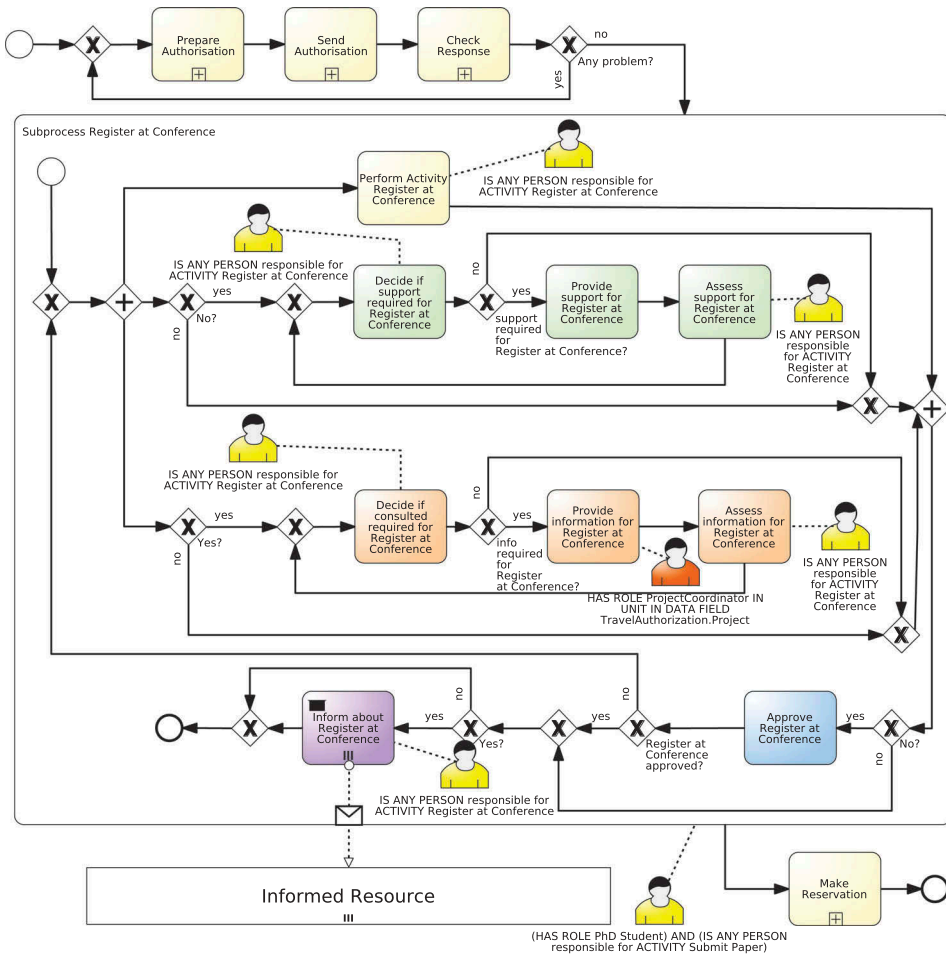 Prepare
Authorisation
Send
Authorisation
Check
Response
no
Any problem?
yes
Subprocess Register at Conference
Perform Activity
Register at
Conference
IS ANY PERSON responsible for
ACTIVITY Register at Conference
IS ANY PERSON responsible for
ACTIVITY Register at Conference
yes
No?
no
Decide if
support
required for
Register at
Conference
no
yes
support
required
for
Register at Conference?
Provide
support for
Register at
Conference
Assess
support for
Register at
Conference
IS ANY PERSON
responsible
for ACTIVITY
Register at
Conference
IS ANY PERSON responsible for
ACTIVITY Register at Conference
yes
Yes?
no
Decide if
consulted
required for
Register at
Conference
no
yes
info
required
for
Register
at Conference?
Provide
information for
Register at
Conference
Assess
information for
Register at
Conference
IS ANY PERSON
responsible
for ACTIVITY
Register at
Conference
HAS ROLE ProjectCoordinator IN
UNIT IN DATA FIELD
TravelAuthorization.Project
Inform about
Register at
Conference
no
yes
Yes?
yes
no
Register at
Conference
approved?
Approve
Register at
Conference
yes
No?
no
IS ANY PERSON responsible for
ACTIVITY Register at Conference
Informed Resource
Make
Reservation
(HAS ROLE PhD Student) AND (IS ANY PERSON
responsible for ACTIVITY Submit Paper)